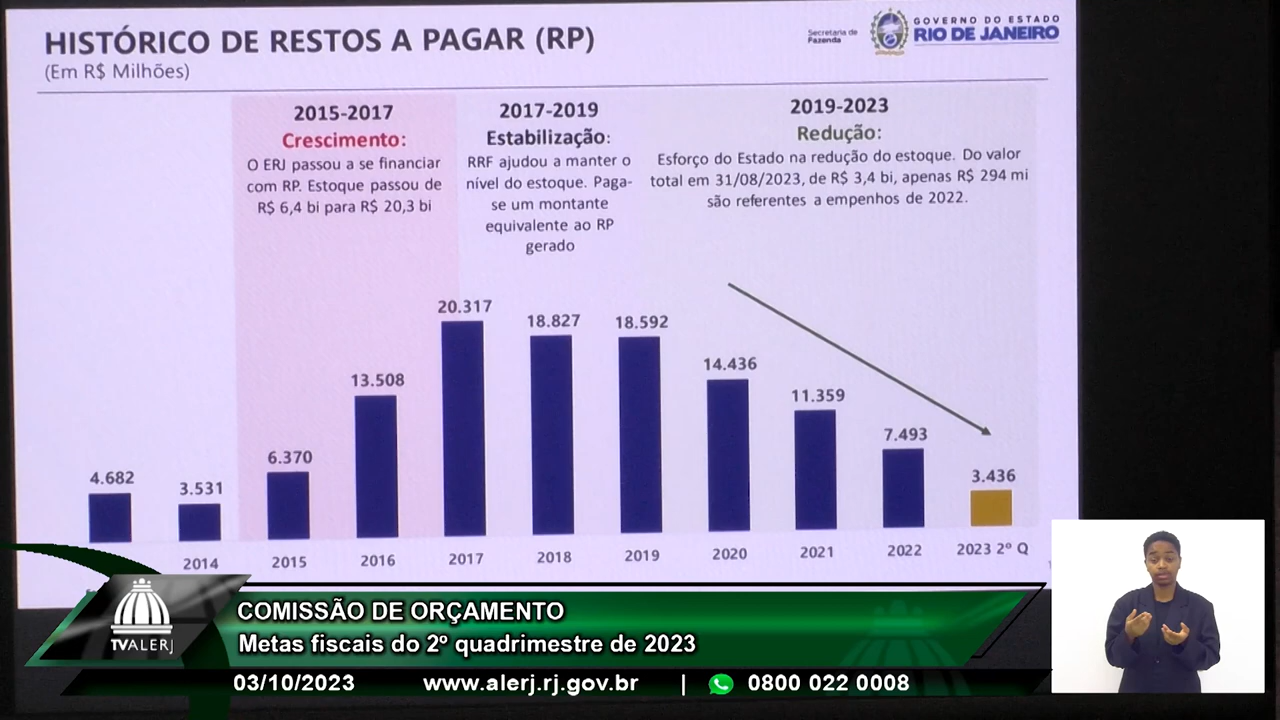 HISTÓRICO DE RESTOS A PAGAR (RP)
(Em R$ Milhões)
Secretaria de
Fazenda
GOVERNO DO ESTADO
RIO DE JANEIRO
2015-2017
Crescimento:
O ERJ passou a se financiar
com RP. Estoque passou de
R$ 6,4 bi para R$ 20,3 bi
2017-2019
Estabilização:
RRF ajudou a manter o
nível do estoque. Paga-
se um montante
equivalente ao RP
gerado
2019-2023
Redução:
Esforço do Estado na redução do estoque. Do valor
total em 31/08/2023, de R$ 3,4 bi, apenas R$ 294 mi
são referentes a empenhos de 2022.
4.682
3.531
6.370
13.508
20.317
18.827
18.592
14.436
11.359
7.493
3.436
2014
2015
2016
2017
2018
2019
2020
2021
2022
2023 2º Q
TVALERJ
COMISSÃO DE ORÇAMENTO
Metas fiscais do 2º quadrimestre de 2023
03/10/2023 www.alerj.rj.gov.br | 0800 022 0008